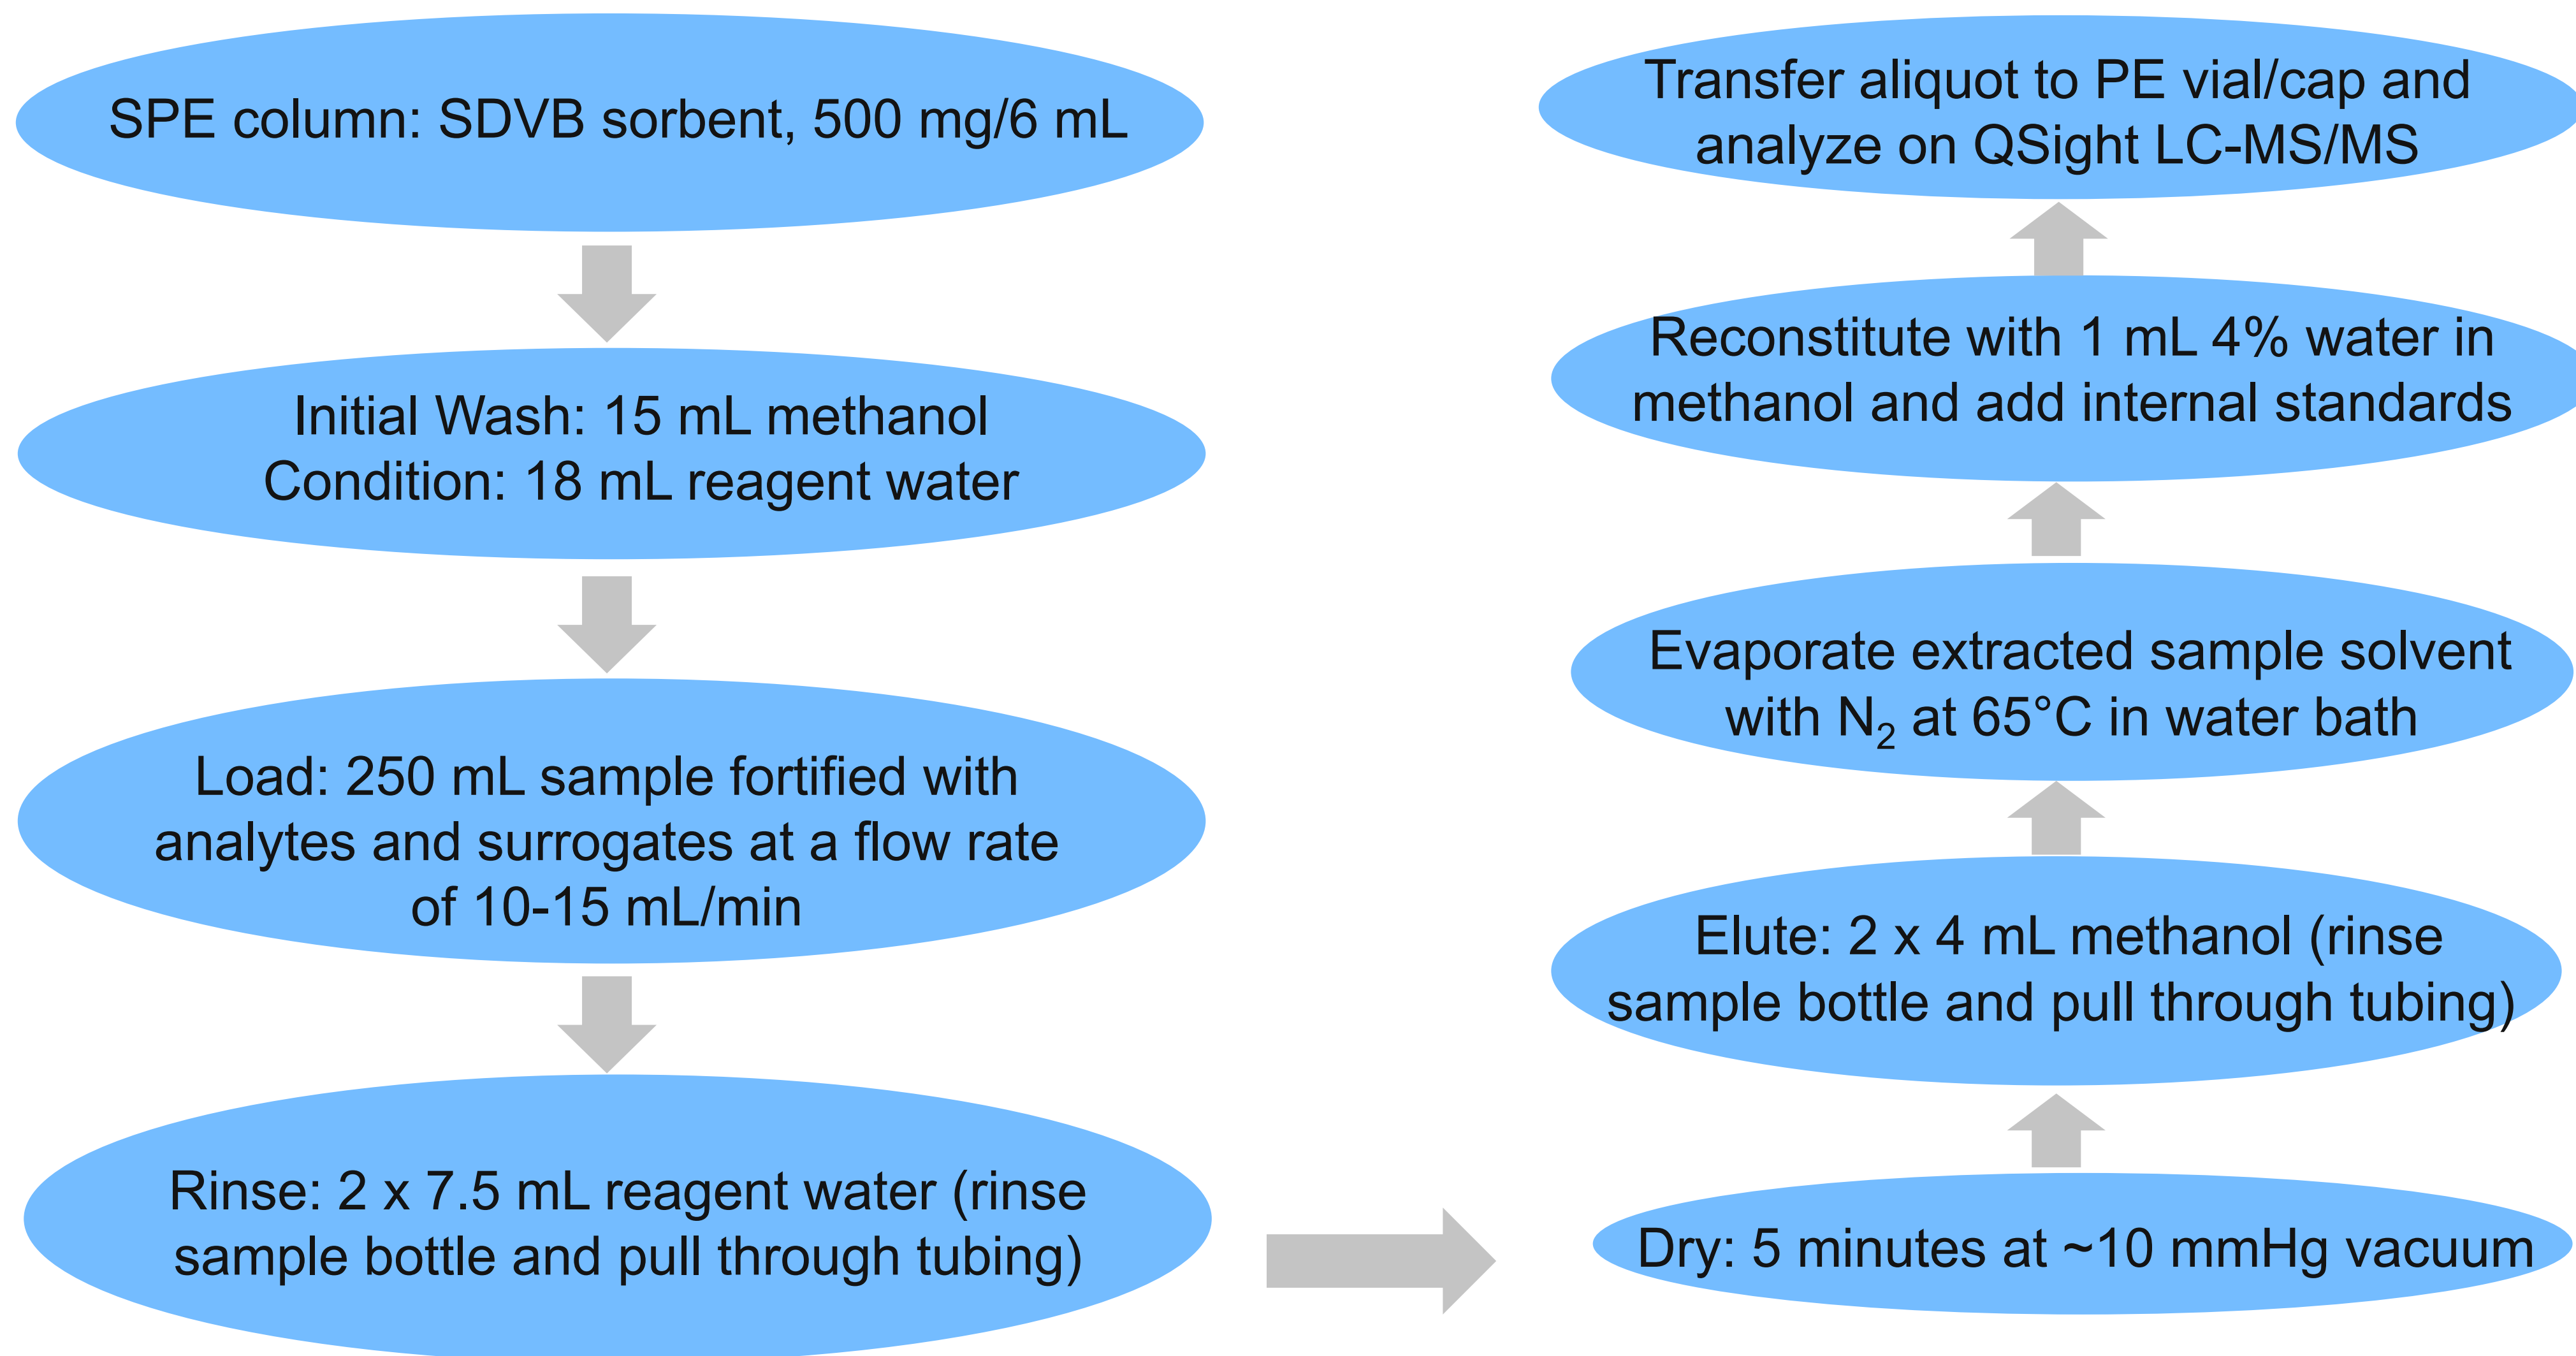 SPE column: SDVB sorbent, 500 mg/6 mL
Initial Wash: 15 mL methanol
Condition: 18 mL reagent water
Load: 250 mL sample fortified with
analytes and surrogates at a flow rate
of 10-15 mL/min
Rinse: 2 x 7.5 mL reagent water (rinse
sample bottle and pull through tubing)
Dry: 5 minutes at ~10 mmHg vacuum
Elute: 2 x 4 mL methanol (rinse
sample bottle and pull through tubing)
Evaporate extracted sample solvent
with N₂ at 65°C in water bath
Reconstitute with 1 mL 4% water in
methanol and add internal standards
Transfer aliquot to PE vial/cap and
analyze on QSight LC-MS/MS